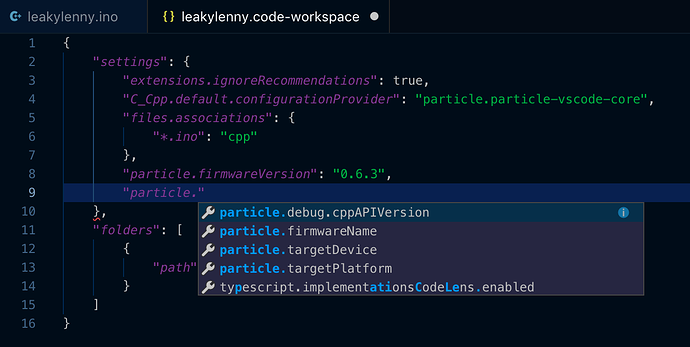 leakylenny.ino
{ } leakylenny.code-workspace
1 {
2 "settings": {
3 "extensions.ignoreRecommendations": true,
4 "C_Cpp.default.configurationProvider": "particle.particle-vscode-core",
5 "files.associations": {
6 "*.ino": "cpp"
7 },
8 "particle.firmwareVersion": "0.6.3",
9 "particle."
particle.debug.cppAPIVersion
10 },
particle.firmwareName
11 "folders": [
particle.targetDevice
12 {
13 "path"
particle.targetPlatform
14 }
typescript.implementationsCodeLens.enabled
15 ]
16 }